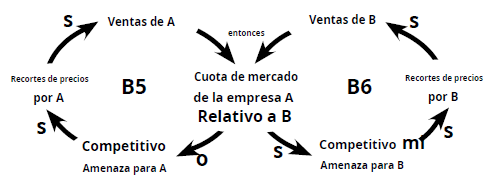 s
Ventas de A
entonces
Ventas de B
s
Recortes de precios
por A
B5
Cuota de mercado
de la empresa A
Relativo a B
B6
Recortes de precios
por B
s
Competitivo
Amenaza para A
o
s
Competitivo mi
Amenaza para B
s